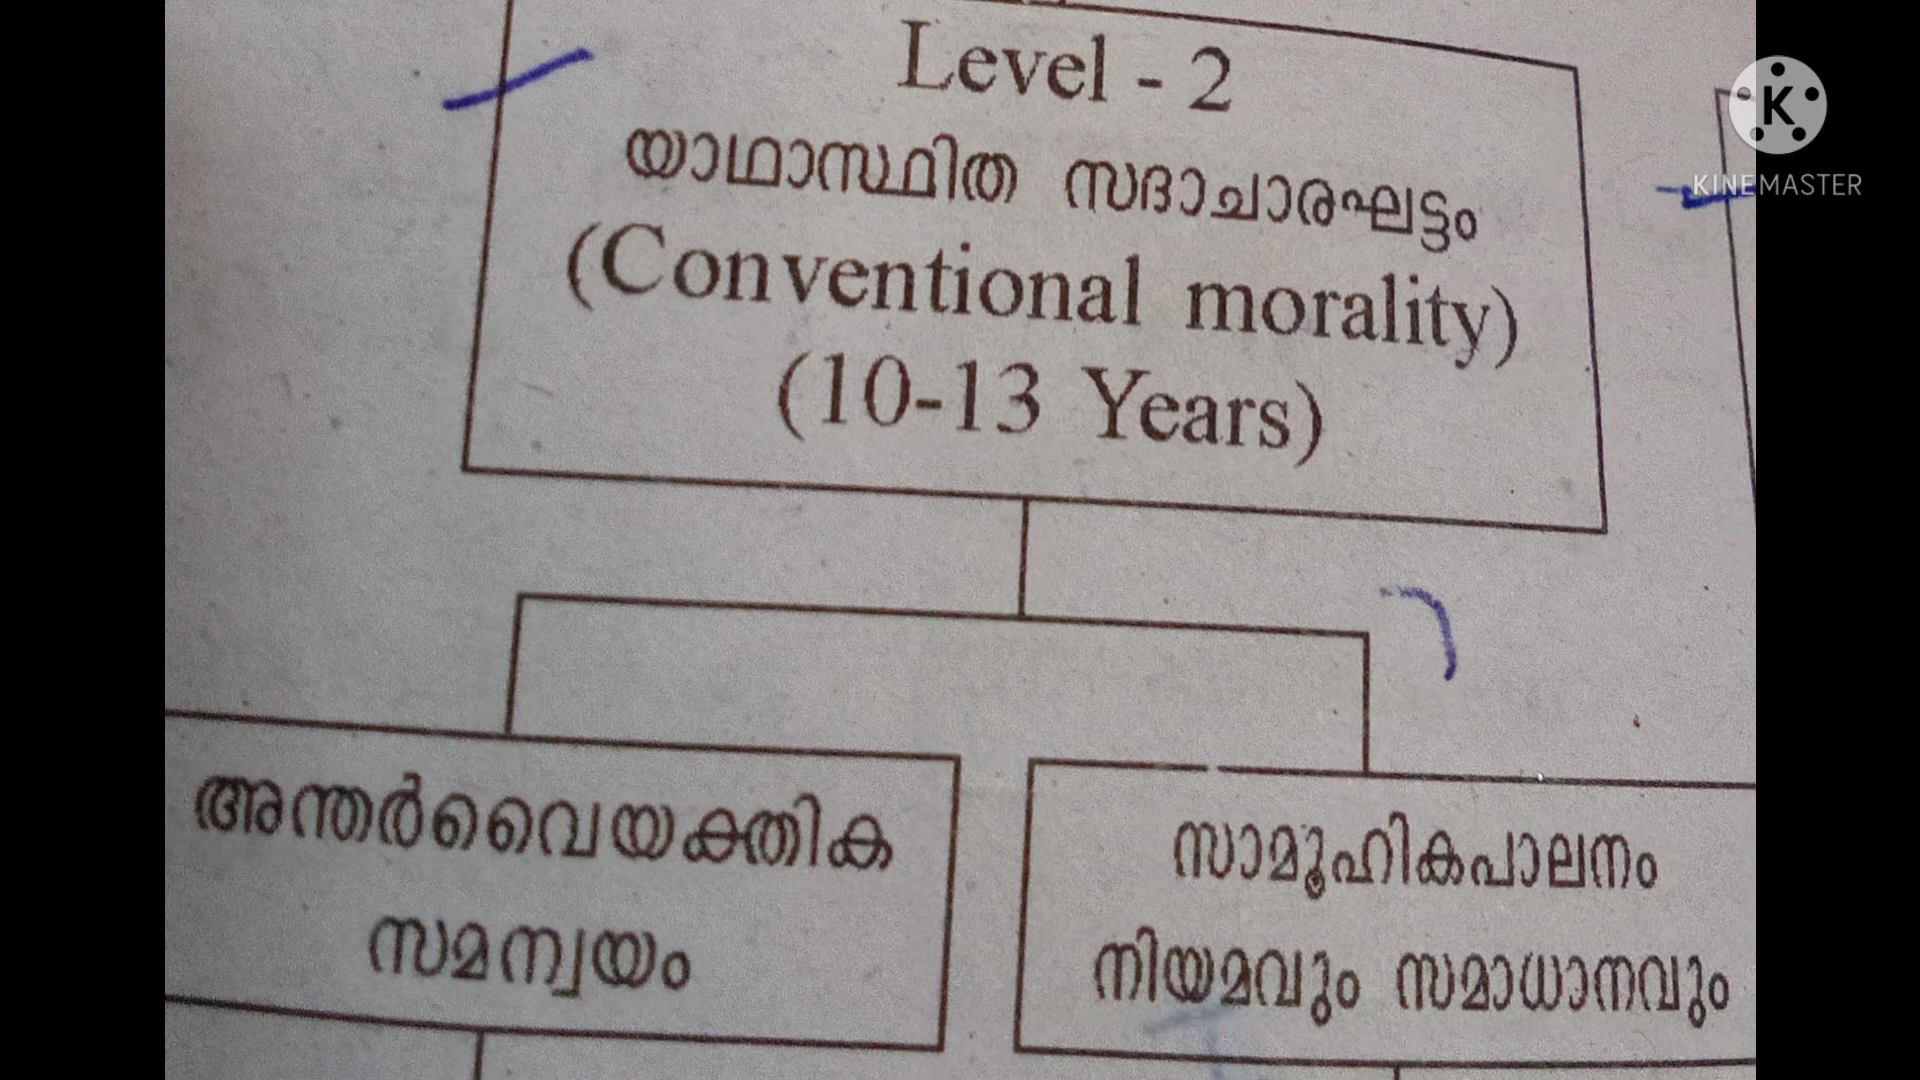 Level - 2
യാഥാസ്ഥിത സദാചാരഘട്ടം
(Conventional morality)
(10-13 Years)
അന്തർവൈയക്തിക
സമന്വയം
സാമൂഹികപാലനം
നിയമവും സമാധാനവും
KINEMASTER